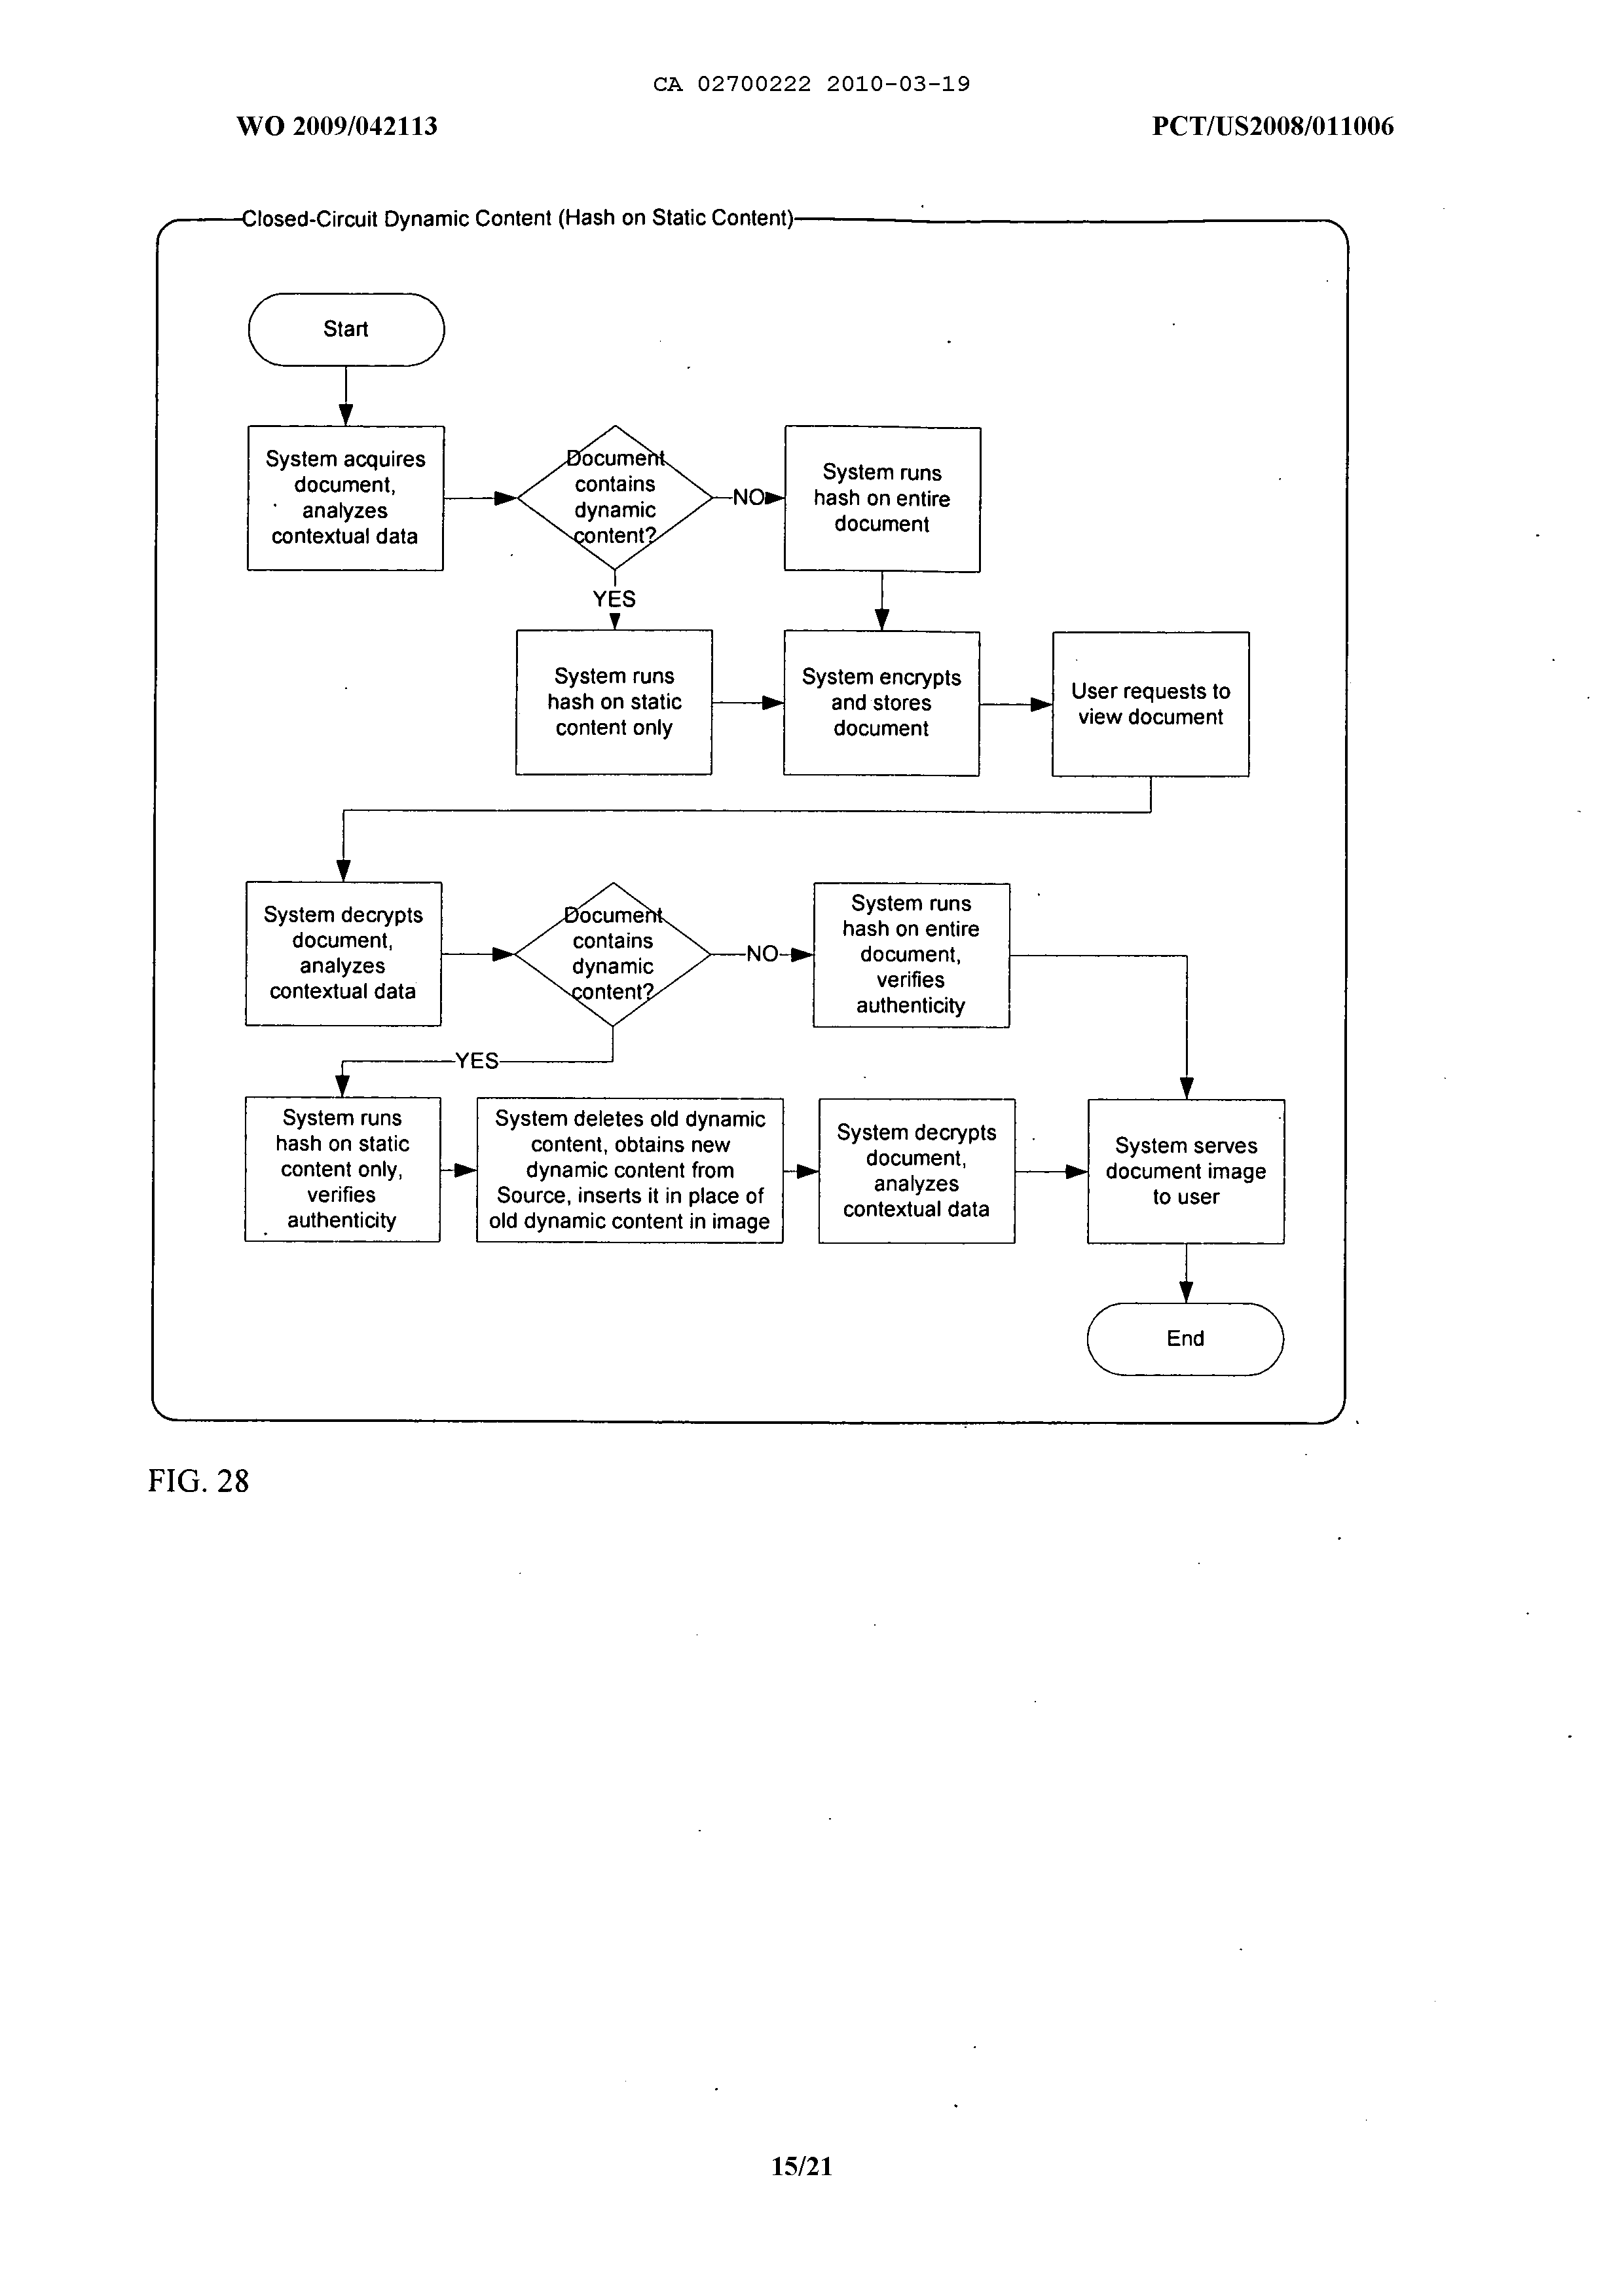 CA 02700222 2010-03-19
WO 2009/042113
PCT/US2008/011006
Closed-Circuit Dynamic Content (Hash on Static Content)
Start
System acquires
document,
analyzes
contextual data
Document
contains
dynamic
content?
NO
System runs
hash on entire
document
YES
System runs
hash on static
content only
System encrypts
and stores
document
User requests to
view document
System decrypts
document,
analyzes
contextual data
Document
contains
dynamic
content?
NO
System runs
hash on entire
document,
verifies
authenticity
YES
System runs
hash on static
content only,
verifies
authenticity
System deletes old dynamic
content, obtains new
dynamic content from
Source, inserts it in place of
old dynamic content in image
System decrypts
document,
analyzes
contextual data
System serves
document image
to user
End
FIG. 28
15/21